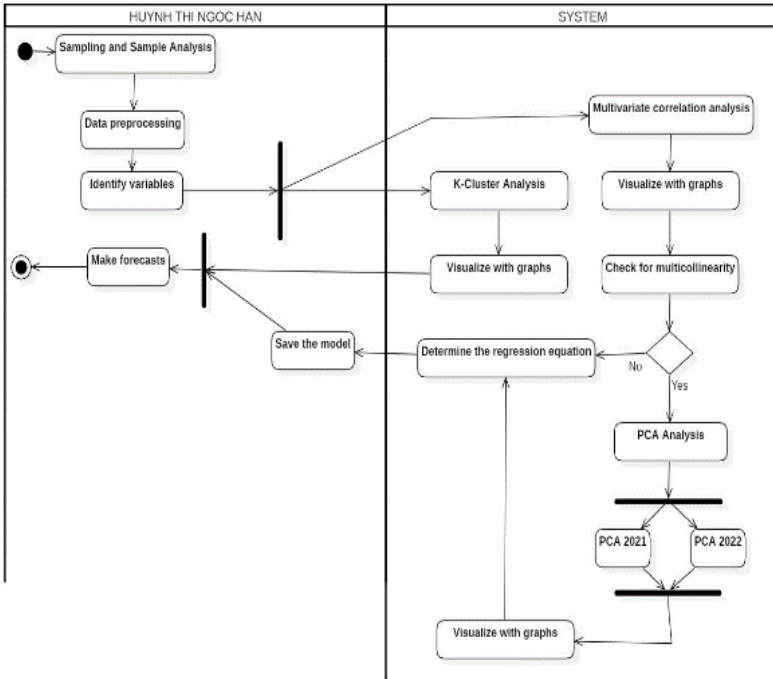 HUYNH THI NGOC HAN
SYSTEM
Sampling and Sample Analysis
Data preprocessing
Identify variables
Multivariate correlation analysis
K-Cluster Analysis
Visualize with graphs
Visualize with graphs
Check for multicollinearity
Make forecasts
Save the model
Determine the regression equation
No
Yes
PCA Analysis
PCA 2021
PCA 2022
Visualize with graphs